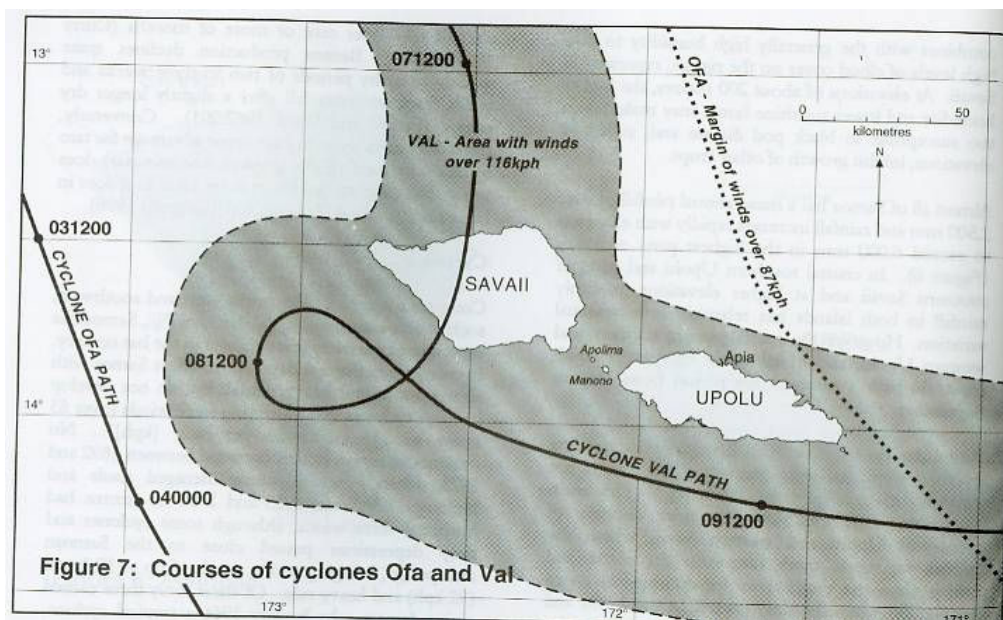 13°
071200
VAL - Area with winds
over 116kph
OFA - Margin of winds over 87kph
0
50
kilometres
N
031200
CYCLONE OFA PATH
SAVAII
081200
Apolima
Manono
Apia
UPOLU
14°
CYCLONE VAL PATH
040000
091200
Figure 7: Courses of cyclones Ofa and Val
173°
172°
171°